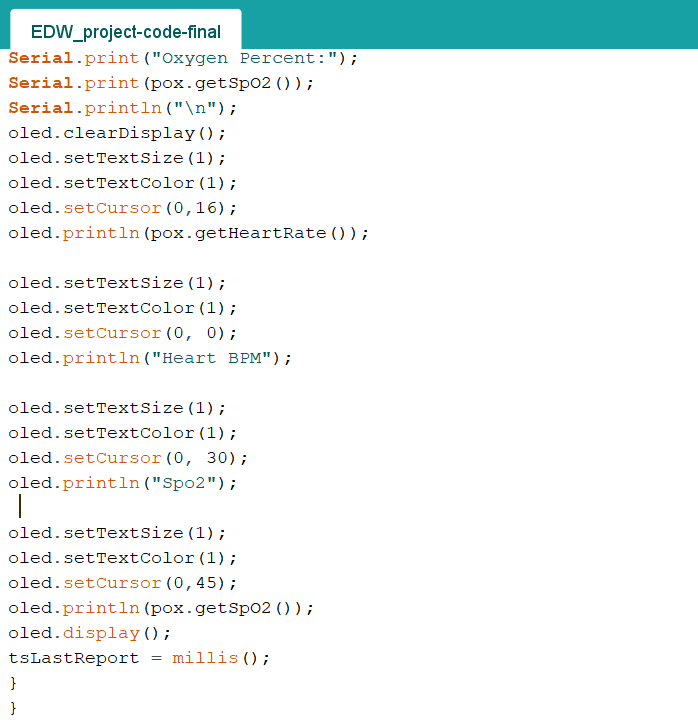 EDW_project-code-final
Serial.print("Oxygen Percent:");
Serial.print(pox.getSpO2());
Serial.println("\n");
oled.clearDisplay();
oled.setTextSize(1);
oled.setTextColor(1);
oled.setCursor(0,16);
oled.println(pox.getHeartRate());
oled.setTextSize(1);
oled.setTextColor(1);
oled.setCursor(0, 0);
oled.println("Heart BPM");
oled.setTextSize(1);
oled.setTextColor(1);
oled.setCursor(0, 30);
oled.println("Spo2");
oled.setTextSize(1);
oled.setTextColor(1);
oled.setCursor(0,45);
oled.println(pox.getSpO2());
oled.display();
tsLastReport = millis();
}
}